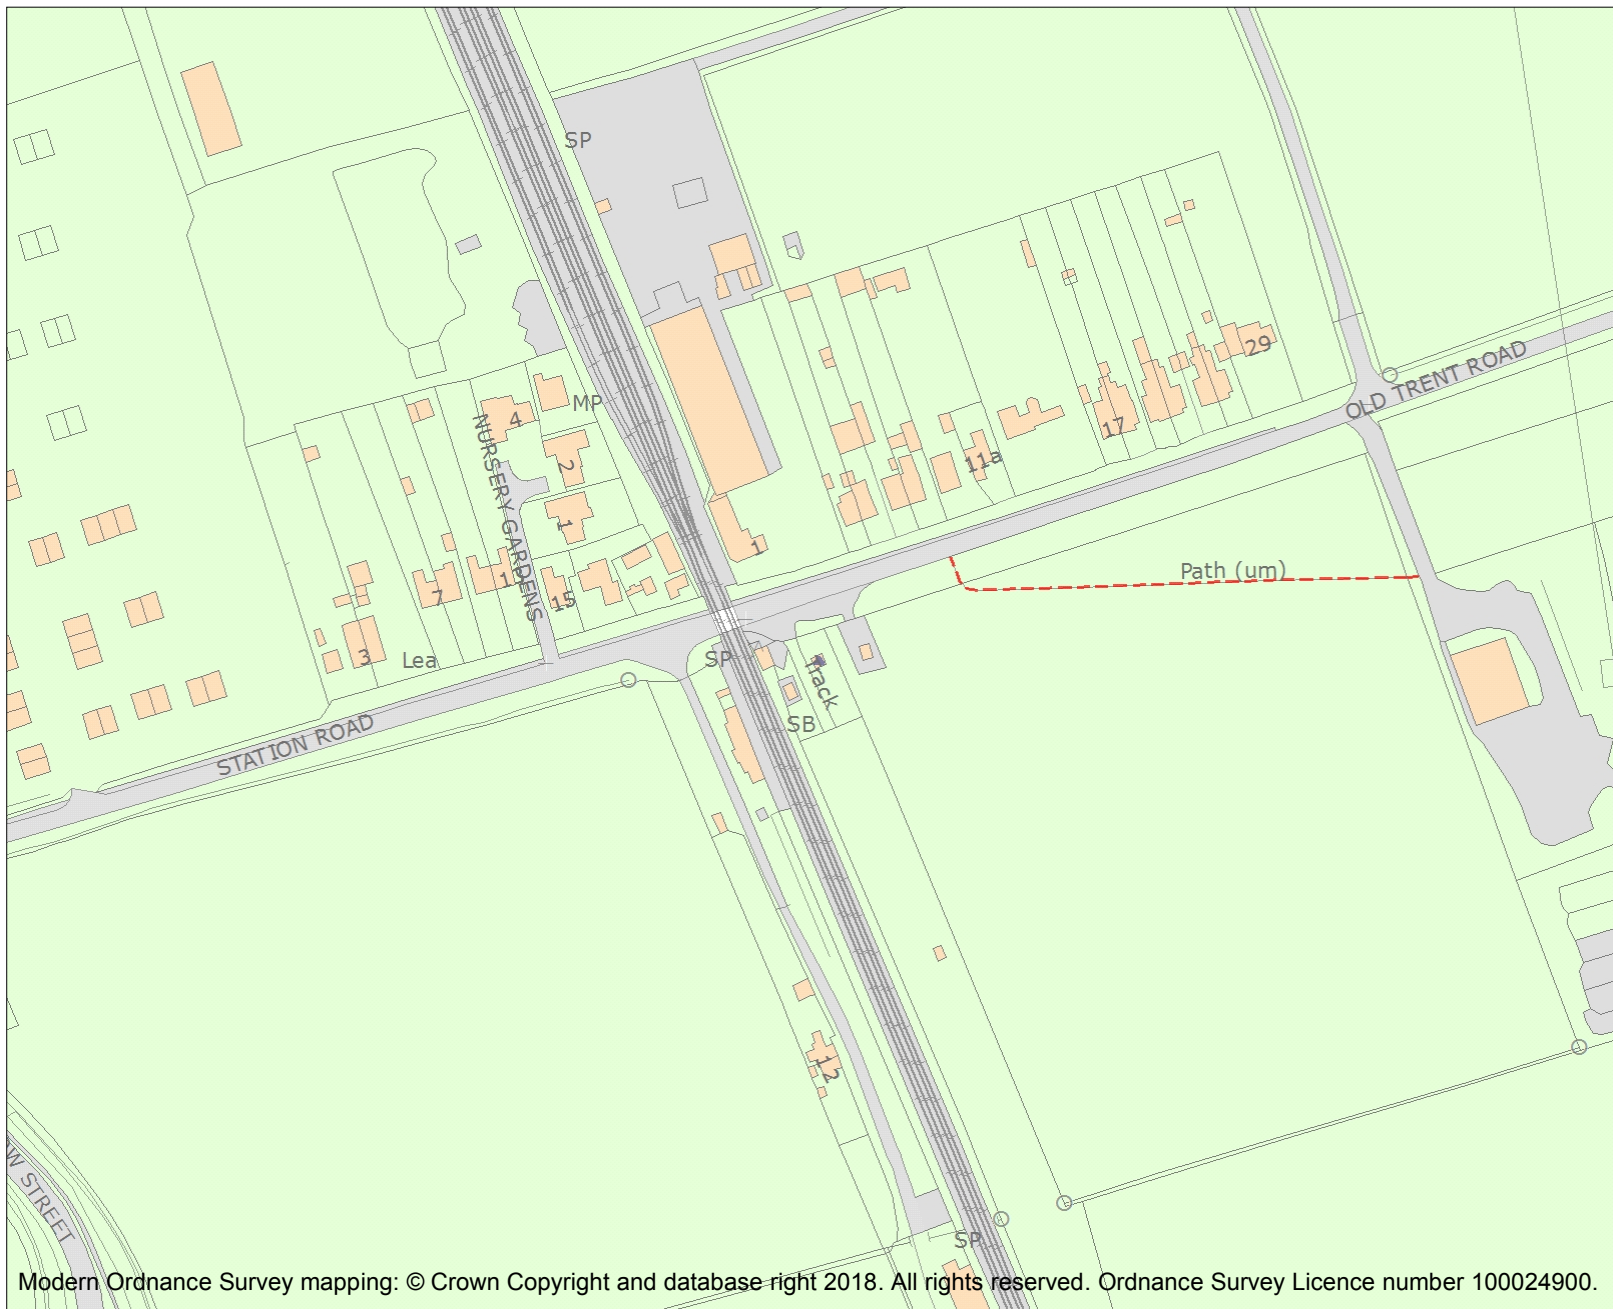 SP
MP
NURSERY GARDENS
4
2
1
1
29
OLD TRENT ROAD
17
11a
Path (um)
7
15
3
Lea
SP
Track
SB
STATION ROAD
12
W STREET
SP
Modern Ordnance Survey mapping: © Crown Copyright and database right 2018. All rights reserved. Ordnance Survey Licence number 100024900.